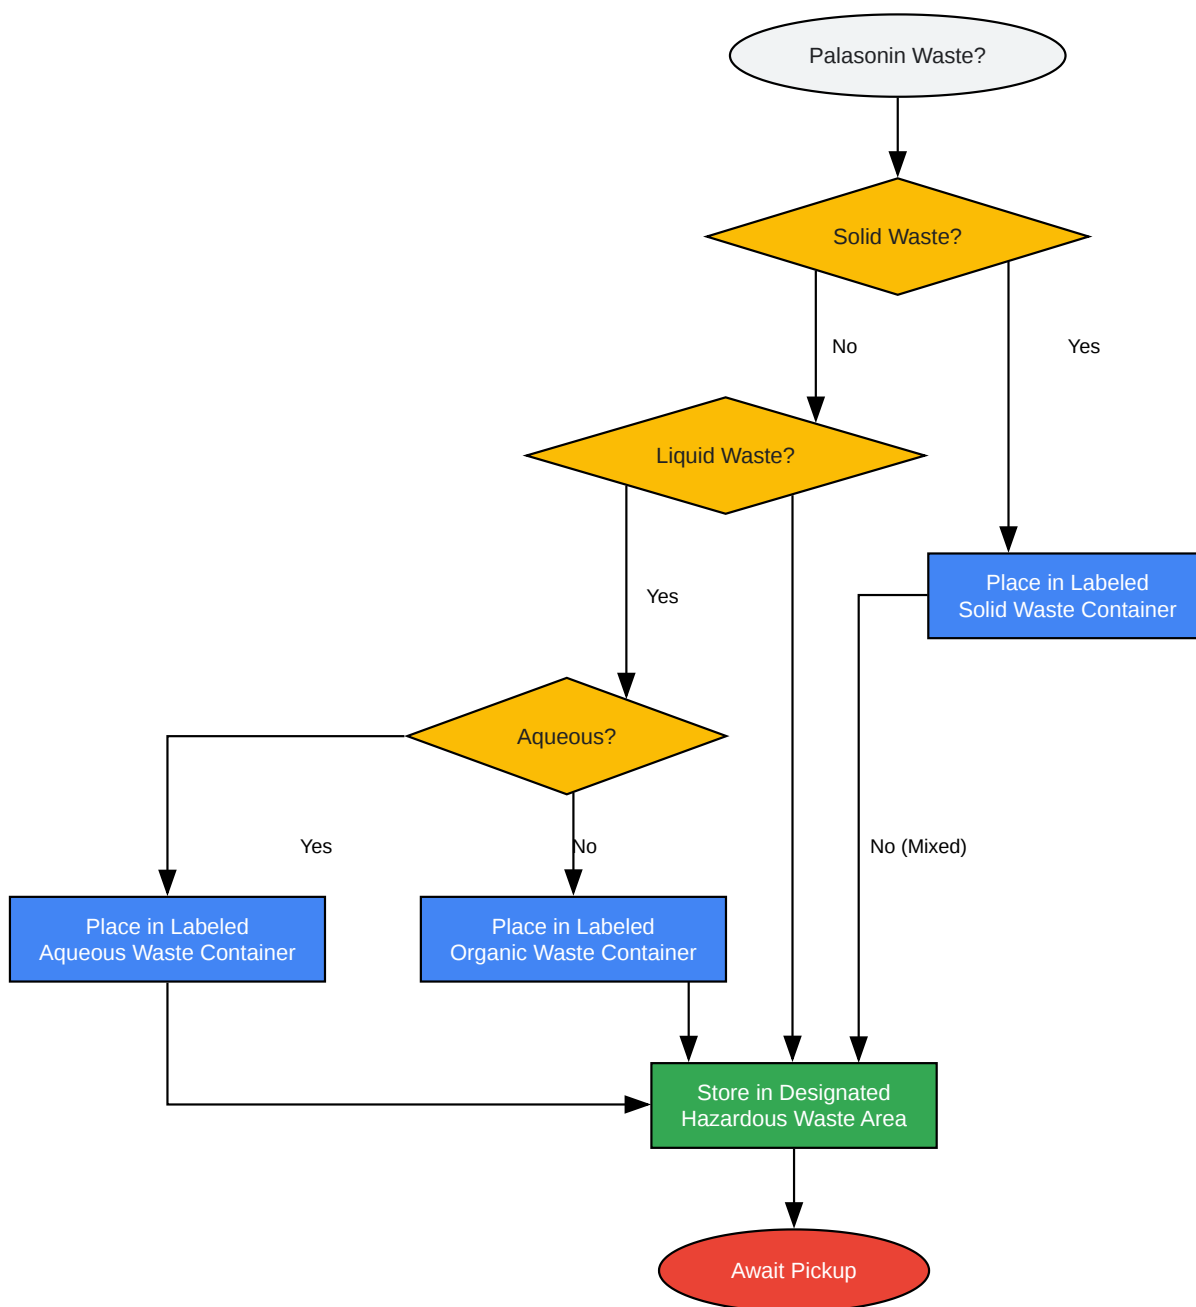 Palasonin Waste?
Solid Waste?
No
Yes
Liquid Waste?
Place in Labeled
Solid Waste Container
Yes
Aqueous?
Yes
No
No (Mixed)
Place in Labeled
Aqueous Waste Container
Place in Labeled
Organic Waste Container
Store in Designated
Hazardous Waste Area
Await Pickup